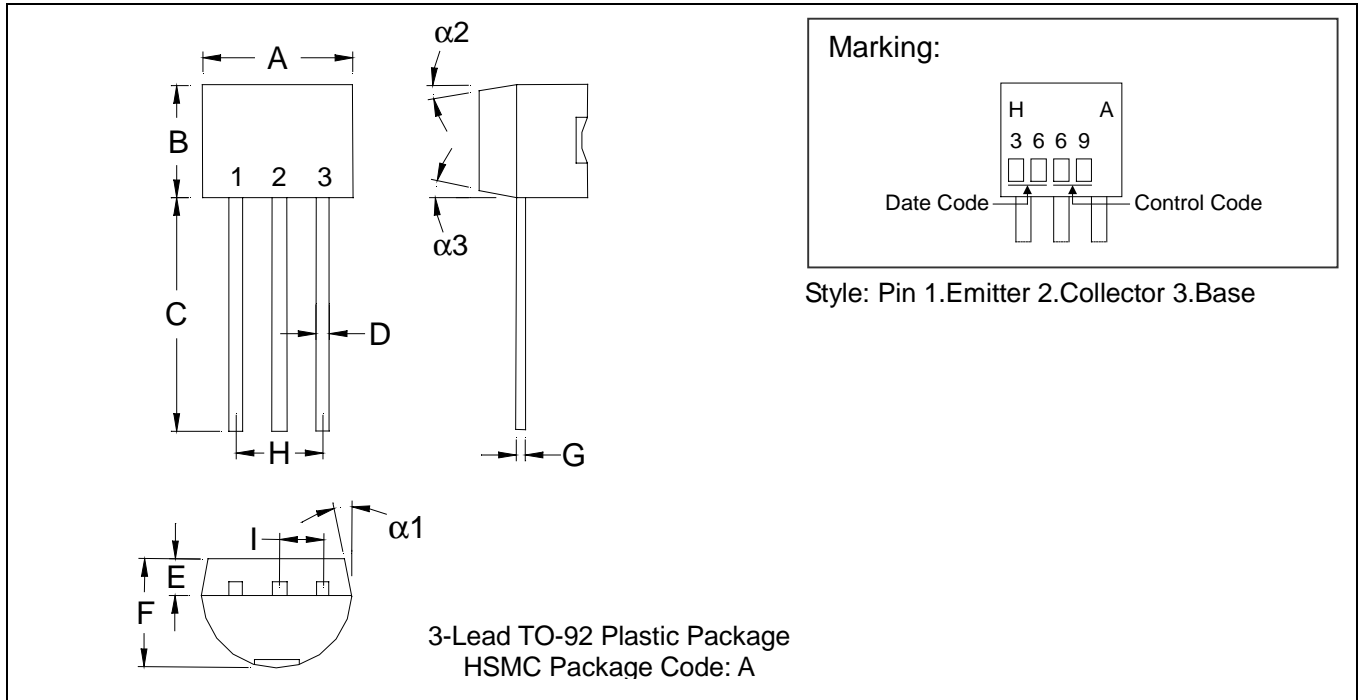 α2
A
B
1 2 3
α3
C
D
H
G
α1
I
E
F
3-Lead TO-92 Plastic Package
HSMC Package Code: A
Marking:
H A
3 6 6 9
Date Code
Control Code
Style: Pin 1.Emitter 2.Collector 3.Base